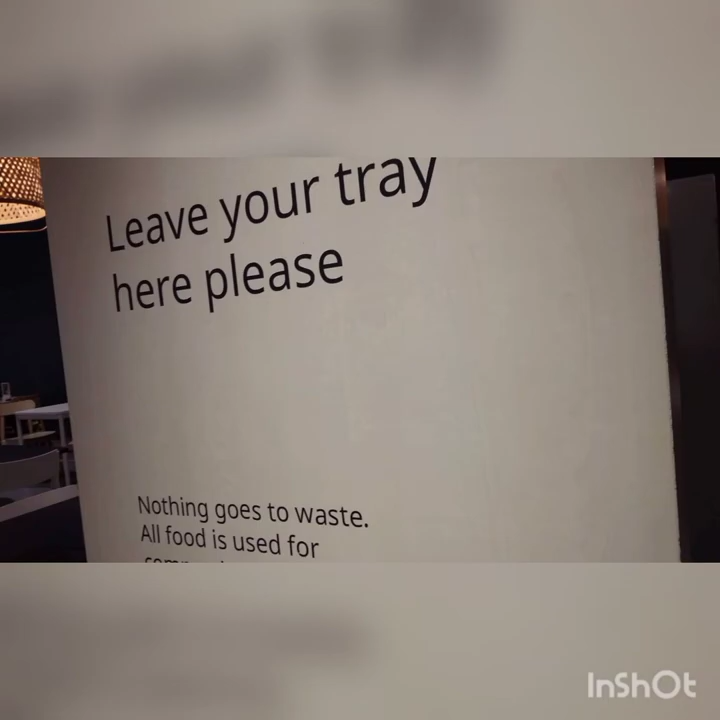 Leave your tray
here please
Nothing goes to waste.
All food is used for
InShOt